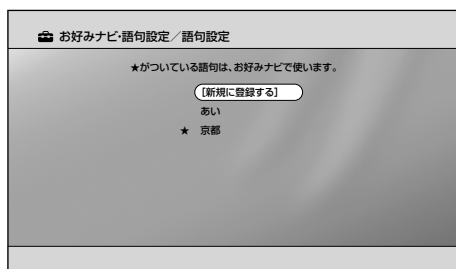 お好みナビ・語句設定／語句設定
★がついている語句は、お好みナビで使います。
[新規に登録する]
あい
★ 京都